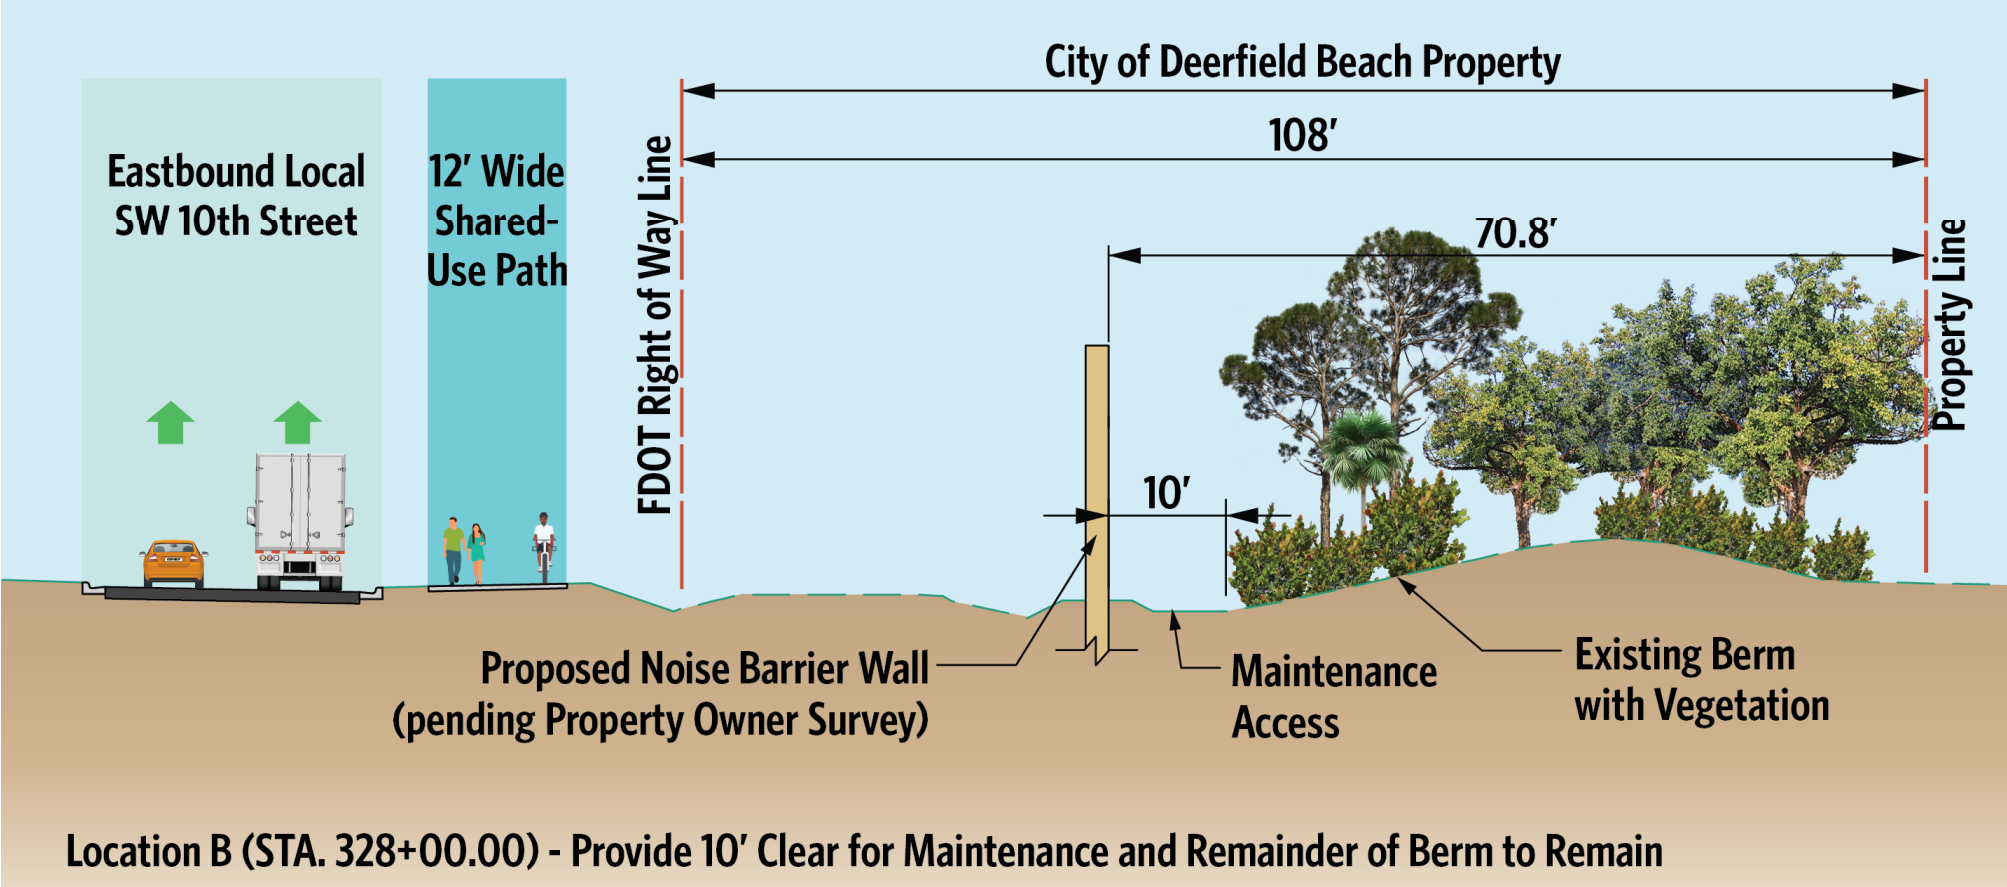 City of Deerfield Beach Property
108'
Eastbound Local
SW 10th Street
12' Wide
Shared-
Use Path
FDOT Right of Way Line
70.8'
Property Line
10'
Proposed Noise Barrier Wall
(pending Property Owner Survey)
Maintenance
Access
Existing Berm
with Vegetation
Location B (STA. 328+00.00) - Provide 10' Clear for Maintenance and Remainder of Berm to Remain